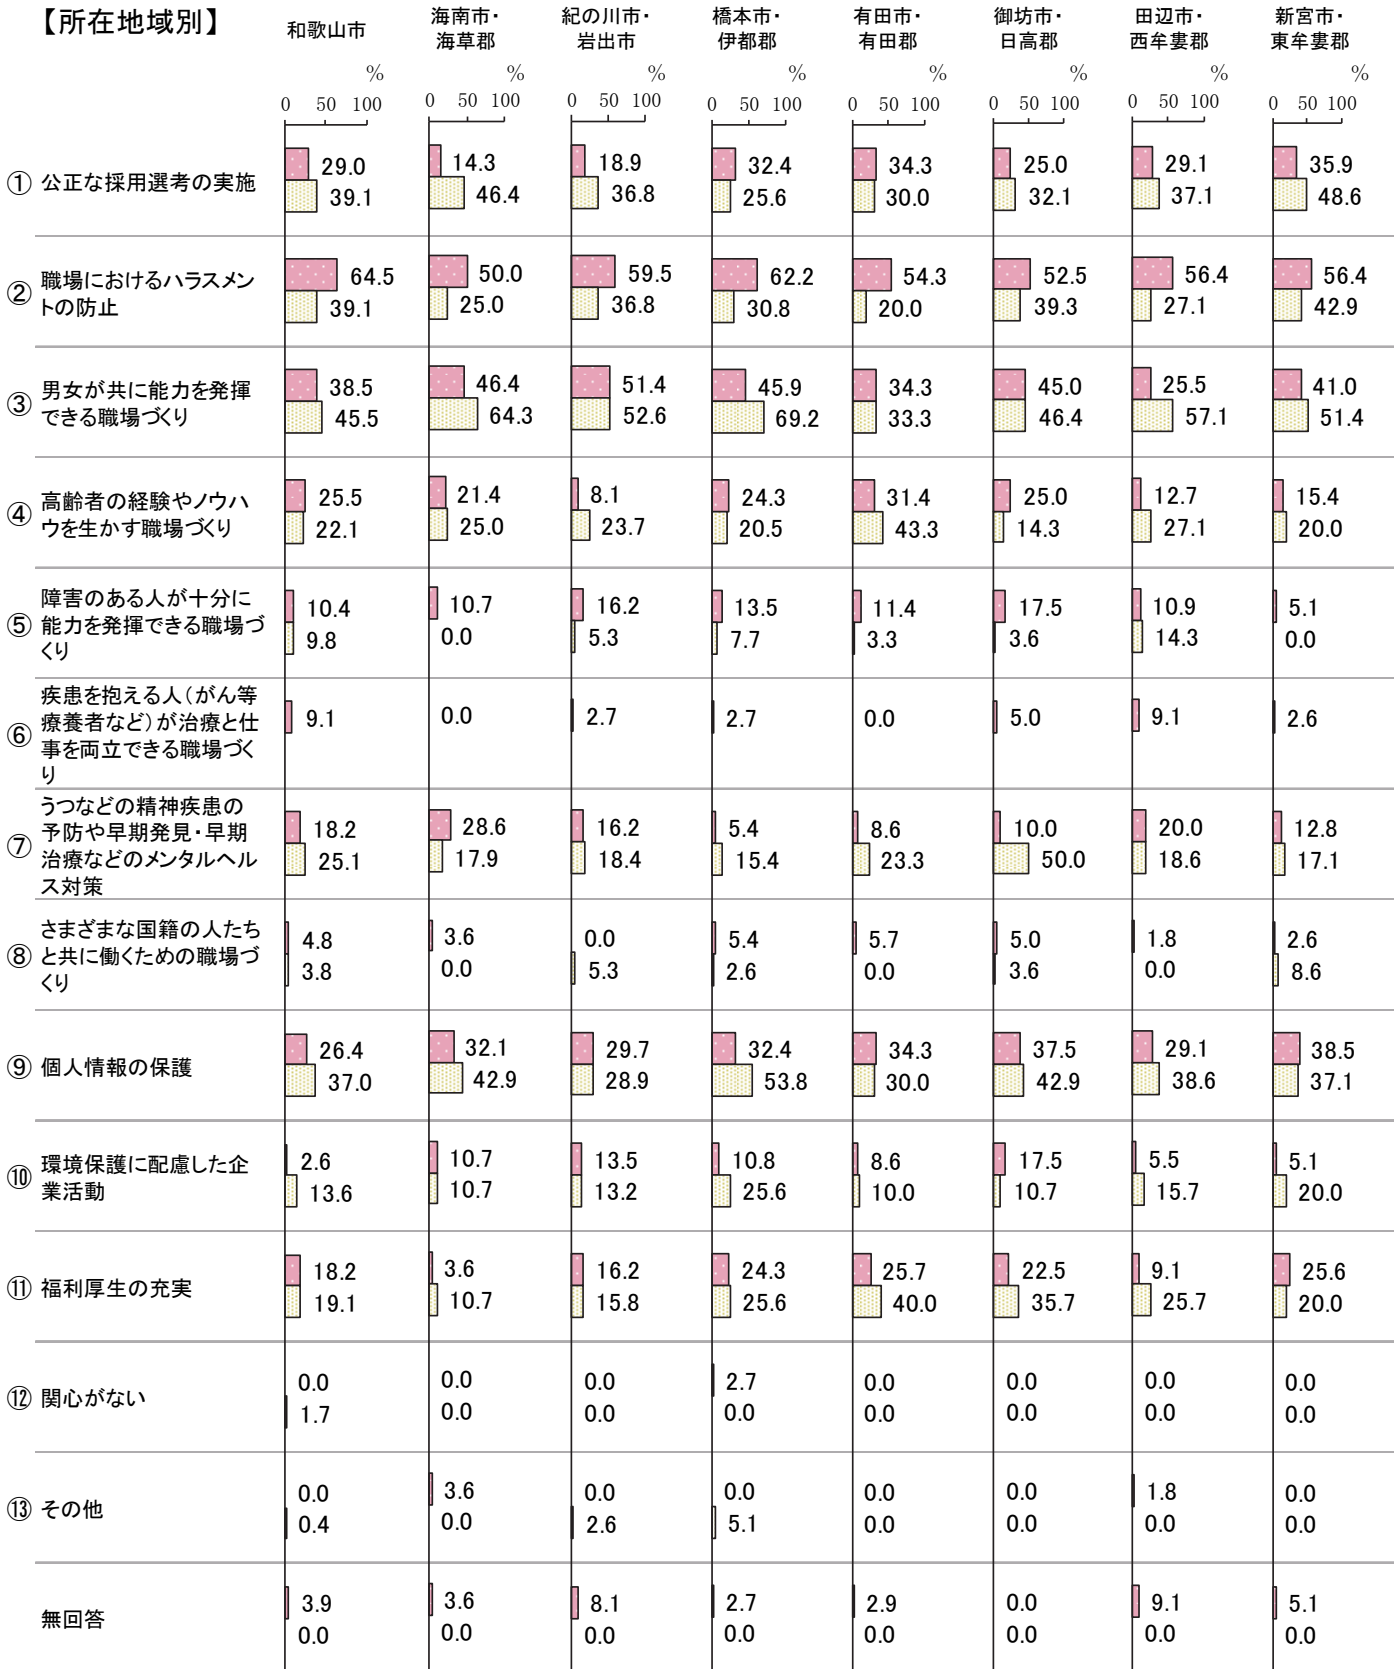 【所在地域別】
和歌山市
海南市・
海草郡
紀の川市・
岩出市
橋本市・
伊都郡
有田市・
有田郡
御坊市・
日高郡
田辺市・
西牟婁郡
新宮市・
東牟婁郡
% % % % % % % %
0 50 100 0 50 100 0 50 100 0 50 100 0 50 100 0 50 100 0 50 100 0 50 100
① 公正な採用選考の実施
29.0 14.3 18.9 32.4 34.3 25.0 29.1 35.9
39.1 46.4 36.8 25.6 30.0 32.1 37.1 48.6
② 職場におけるハラスメン
トの防止
64.5 50.0 59.5 62.2 54.3 52.5 56.4 56.4
39.1 25.0 36.8 30.8 20.0 39.3 27.1 42.9
③ 男女が共に能力を発揮
できる職場づくり
38.5 46.4 51.4 45.9 34.3 45.0 25.5 41.0
45.5 64.3 52.6 69.2 33.3 46.4 57.1 51.4
④ 高齢者の経験やノウハ
ウを生かす職場づくり
25.5 21.4 8.1 24.3 31.4 25.0 12.7 15.4
22.1 25.0 23.7 20.5 43.3 14.3 27.1 20.0
⑤ 障害のある人が十分に
能力を発揮できる職場づ
くり
10.4 10.7 16.2 13.5 11.4 17.5 10.9 5.1
9.8 0.0 5.3 7.7 3.3 3.6 14.3 0.0
⑥ 疾患を抱える人（がん等
療養者など）が治療と仕
事を両立できる職場づく
り
9.1 0.0 2.7 2.7 0.0 5.0 9.1 2.6
⑦ うつなどの精神疾患の
予防や早期発見・早期
治療などのメンタルヘル
ス対策
18.2 28.6 16.2 5.4 8.6 10.0 20.0 12.8
25.1 17.9 18.4 15.4 23.3 50.0 18.6 17.1
⑧ さまざまな国籍の人たち
と共に働くための職場づ
くり
4.8 3.6 0.0 5.4 5.7 5.0 1.8 2.6
3.8 0.0 5.3 2.6 0.0 3.6 0.0 8.6
⑨ 個人情報の保護
26.4 32.1 29.7 32.4 34.3 37.5 29.1 38.5
37.0 42.9 28.9 53.8 30.0 42.9 38.6 37.1
⑩ 環境保護に配慮した企
業活動
2.6 10.7 13.5 10.8 8.6 17.5 5.5 5.1
13.6 10.7 13.2 25.6 10.0 10.7 15.7 20.0
⑪ 福利厚生の充実
18.2 3.6 16.2 24.3 25.7 22.5 9.1 25.6
19.1 10.7 15.8 25.6 40.0 35.7 25.7 20.0
⑫ 関心がない
0.0 0.0 0.0 2.7 0.0 0.0 0.0 0.0
1.7 0.0 0.0 0.0 0.0 0.0 0.0 0.0
⑬ その他
0.0 3.6 0.0 0.0 0.0 0.0 1.8 0.0
0.4 0.0 2.6 5.1 0.0 0.0 0.0 0.0
無回答
3.9 3.6 8.1 2.7 2.9 0.0 9.1 5.1
0.0 0.0 0.0 0.0 0.0 0.0 0.0 0.0